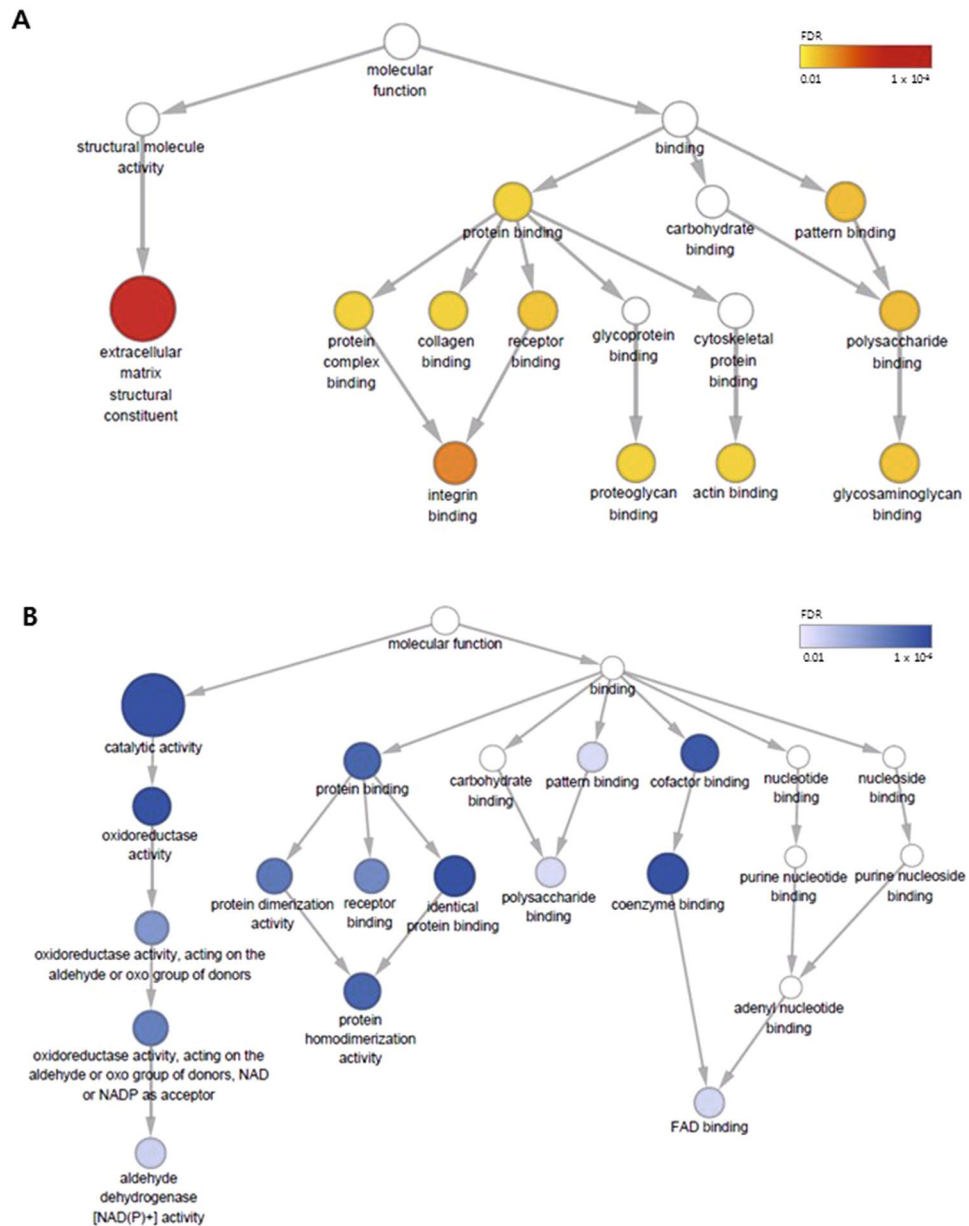 A
FDR
0.01
molecular
function
structural molecule
activity
binding
protein binding
carbohydrate
binding
pattern binding
extracellular
matrix
structural
constituent
protein
complex
binding
collagen
binding
receptor
binding
glycoprotein
binding
cytoskeletal
protein
binding
polysaccharide
binding
integrin
binding
proteoglycan
binding
actin binding
glycosaminoglycan
binding
B
FDR
0.01
molecular function
binding
catalytic activity
protein binding
carbohydrate
binding
pattern binding
cofactor binding
nucleotide
binding
nucleoside
binding
oxidoreductase
activity
protein dimerization
activity
receptor
binding
identical
protein binding
polysaccharide
binding
coenzyme binding
purine nucleotide
binding
purine nucleoside
binding
oxidoreductase activity, acting on the
aldehyde or oxo group of donors
protein
homodimerization
activity
adenyl nucleotide
binding
oxidoreductase activity, acting on the
aldehyde or oxo group of donors, NAD
or NADP as acceptor
FAD binding
aldehyde
dehydrogenase
[NAD(P)+] activity